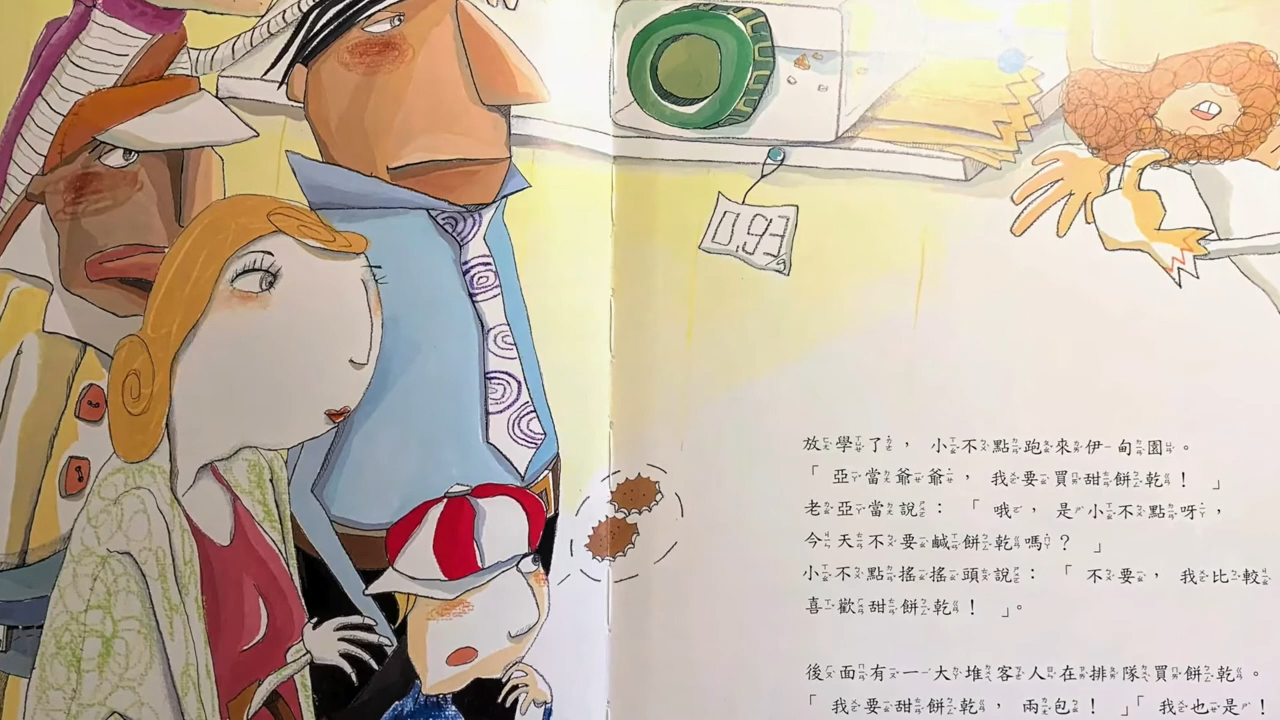 0.93
放學了，小不點跑來伊甸園。
「亞當爺爺，我要買甜餅乾！」
老亞當說：「哦，是小不點呀，
今天不要鹹餅乾嗎？」
小不點搖搖頭說：「不要，我比較
喜歡甜餅乾！」。
後面有一大堆客人在排隊買餅乾。
「我要甜餅乾，兩包！」「我也是！